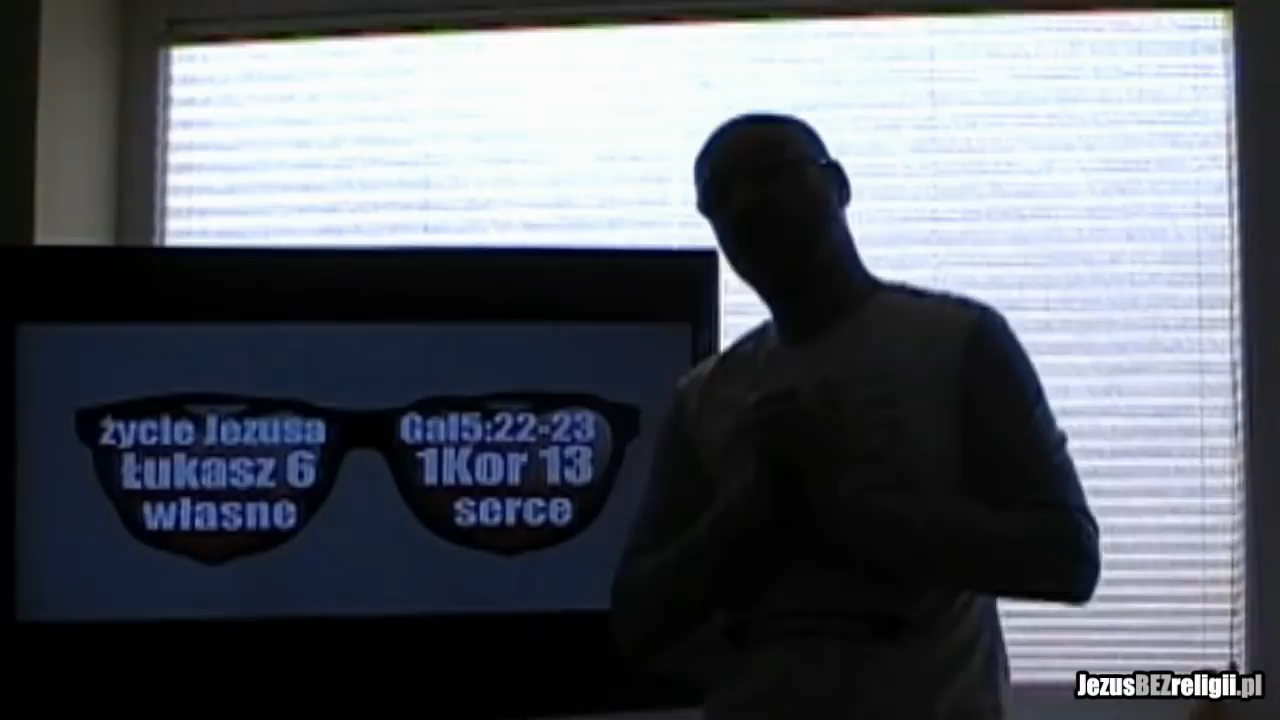 życie Jezusa
Łukasz 6
własne
Gal5:22-23
1Kor 13
serce
JezusBEZreligii.pl